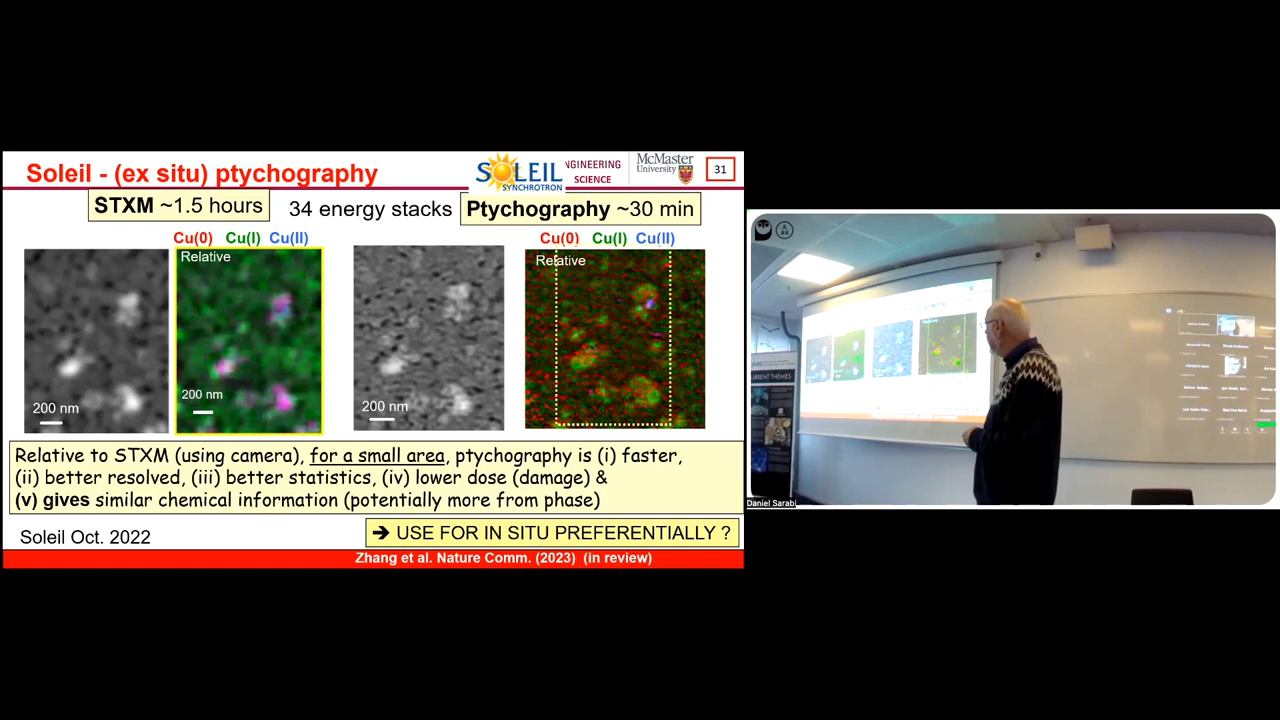 Soleil - (ex situ) ptychography
SOLEIL
SYNCHROTRON
NGINEERING
SCIENCE
McMaster
University
31
STXM ~1.5 hours
34 energy stacks
Ptychography ~30 min
Cu(0) Cu(I) Cu(II)
Cu(0) Cu(I) Cu(II)
Relative
Relative
200 nm
200 nm
200 nm
Relative to STXM (using camera), for a small area, ptychography is (i) faster,
(ii) better resolved, (iii) better statistics, (iv) lower dose (damage) &
(v) gives similar chemical information (potentially more from phase)
Soleil Oct. 2022
➔ USE FOR IN SITU PREFERENTIALLY ?
Zhang et al. Nature Comm. (2023) (in review)
CURRENT THEMES
Daniel Sarabi